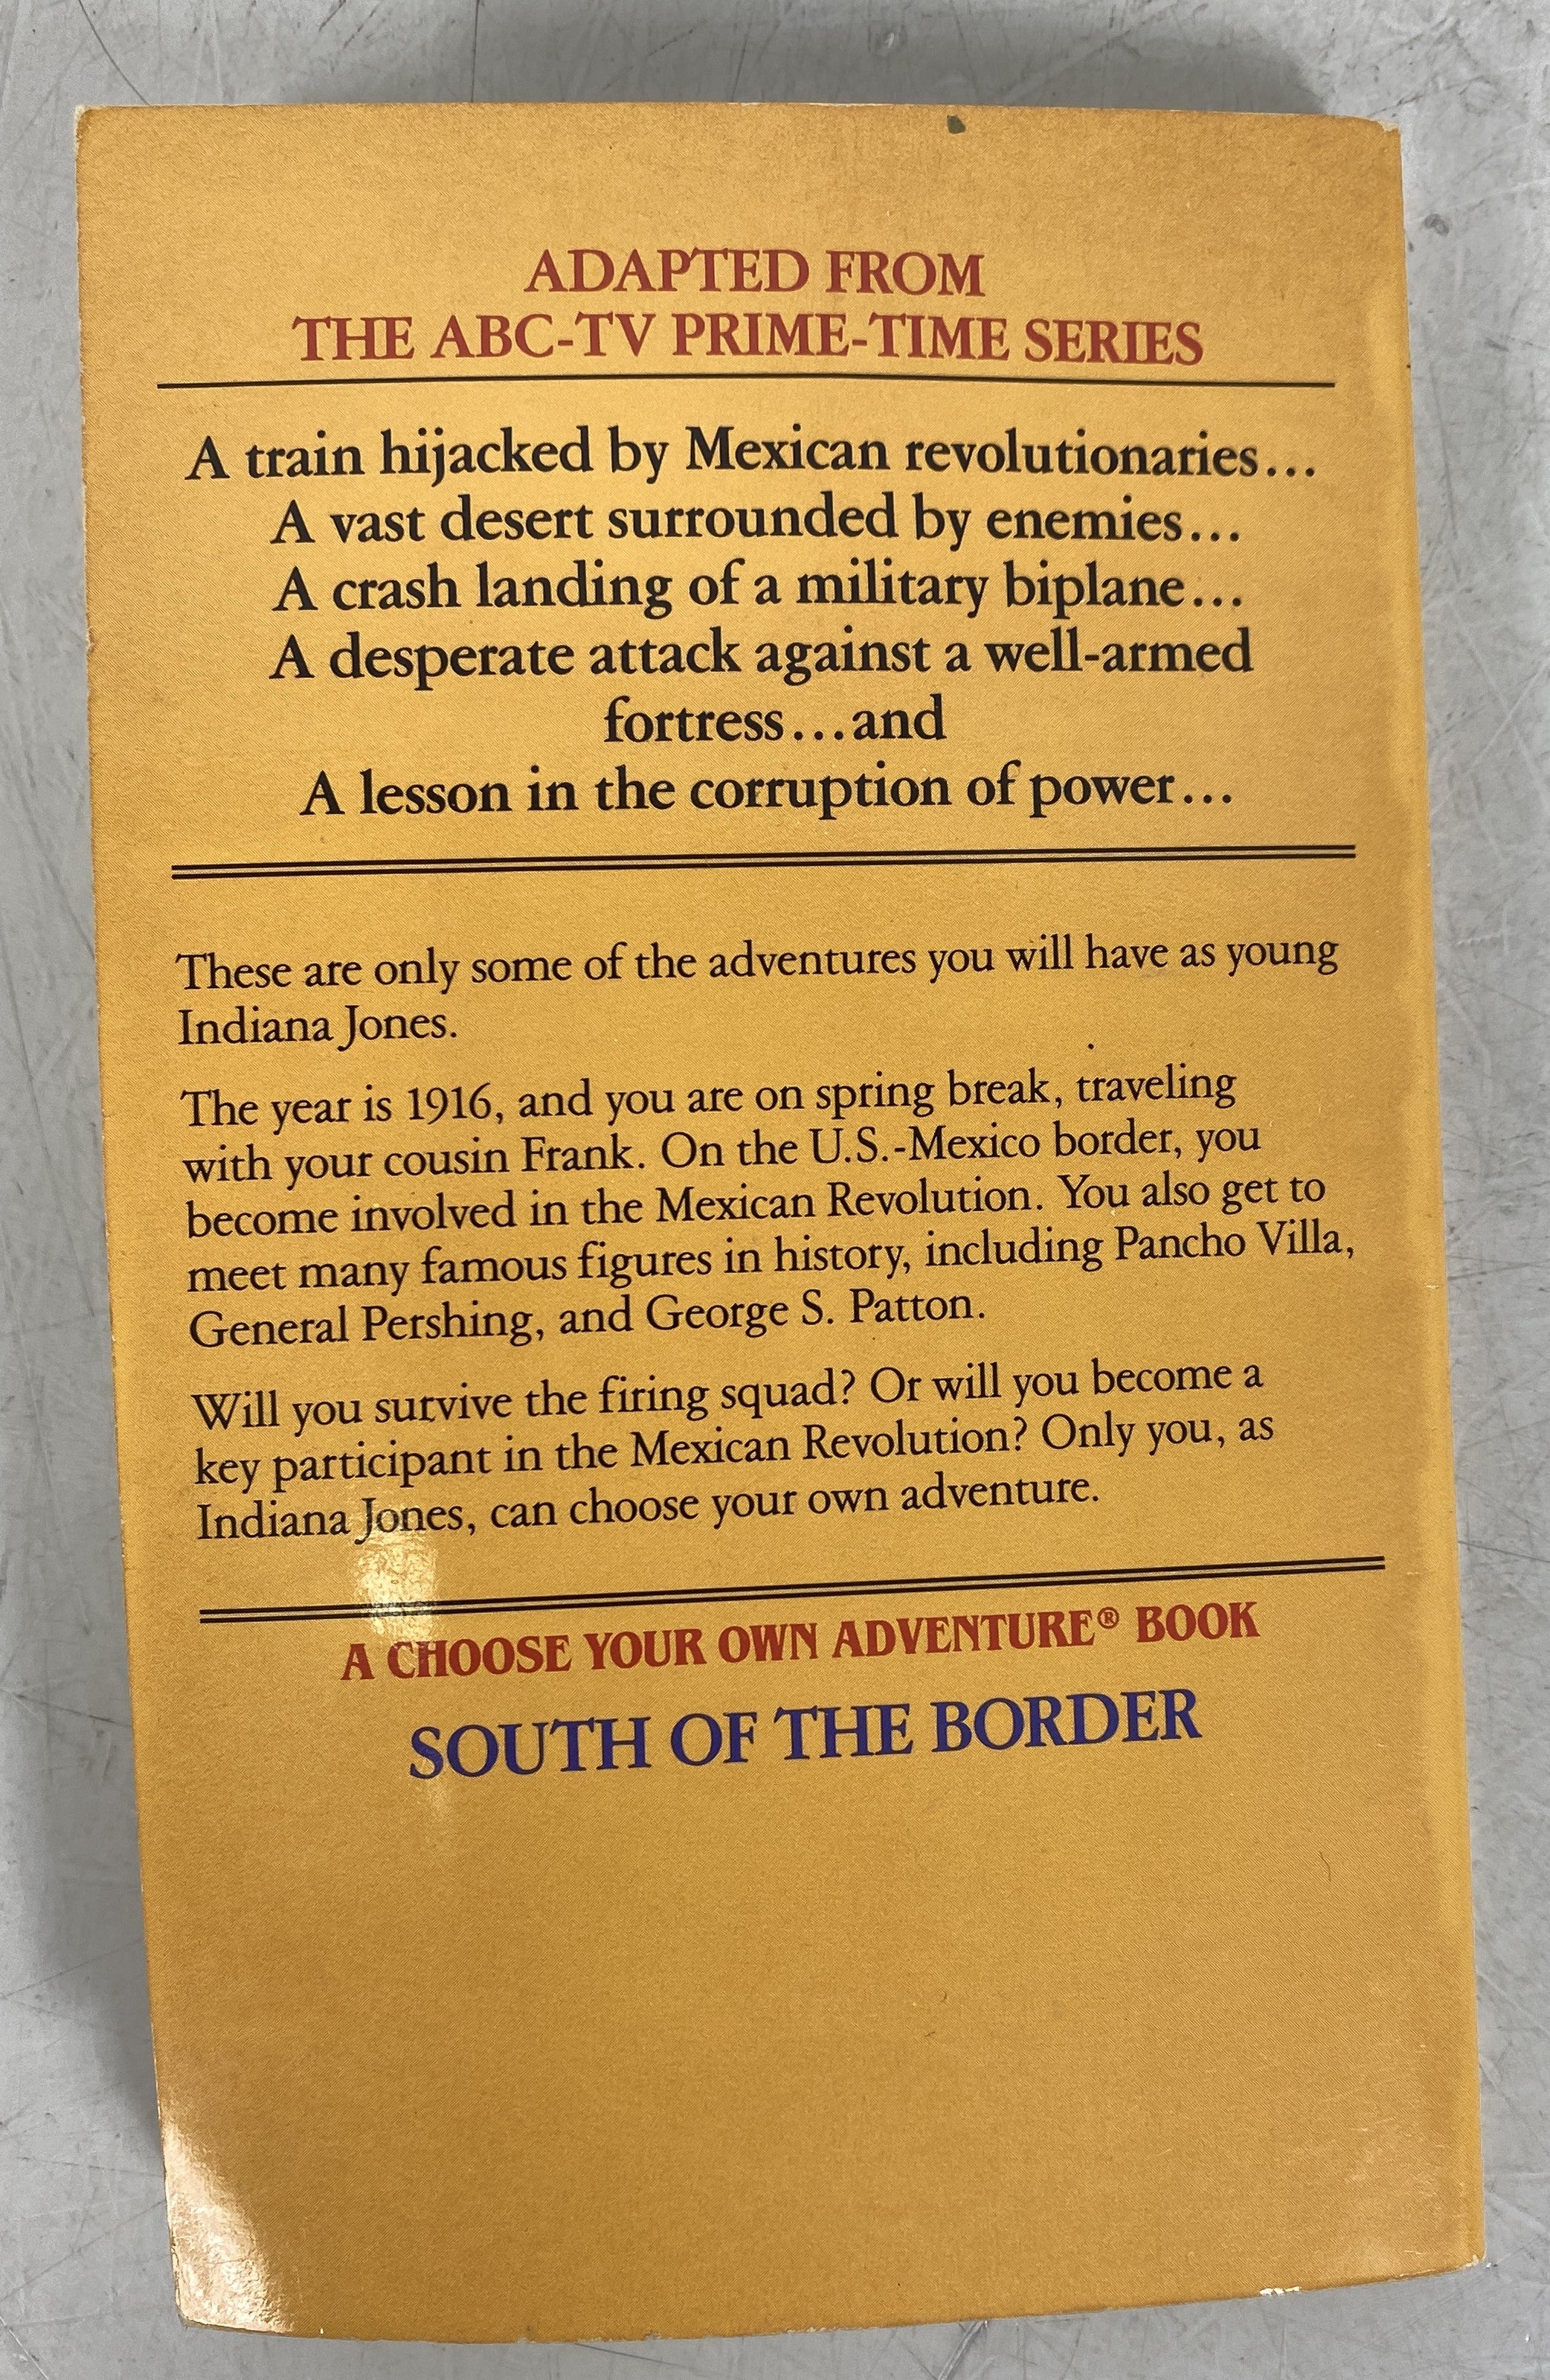 ADAPTED FROM
THE ABC-TV PRIME-TIME SERIES
A train hijacked by Mexican revolutionaries...
A vast desert surrounded by enemies...
A crash landing of a military biplane...
A desperate attack against a well-armed
fortress...and
A lesson in the corruption of power...
These are only some of the adventures you will have as young
Indiana Jones.
The year is 1916, and you are on spring break, traveling
with your cousin Frank. On the U.S.-Mexico border, you
become involved in the Mexican Revolution. You also get to
meet many famous figures in history, including Pancho Villa,
General Pershing, and George S. Patton.
Will you survive the firing squad? Or will you become a
key participant in the Mexican Revolution? Only you, as
Indiana Jones, can choose your own adventure.
A CHOOSE YOUR OWN ADVENTURE® BOOK
SOUTH OF THE BORDER